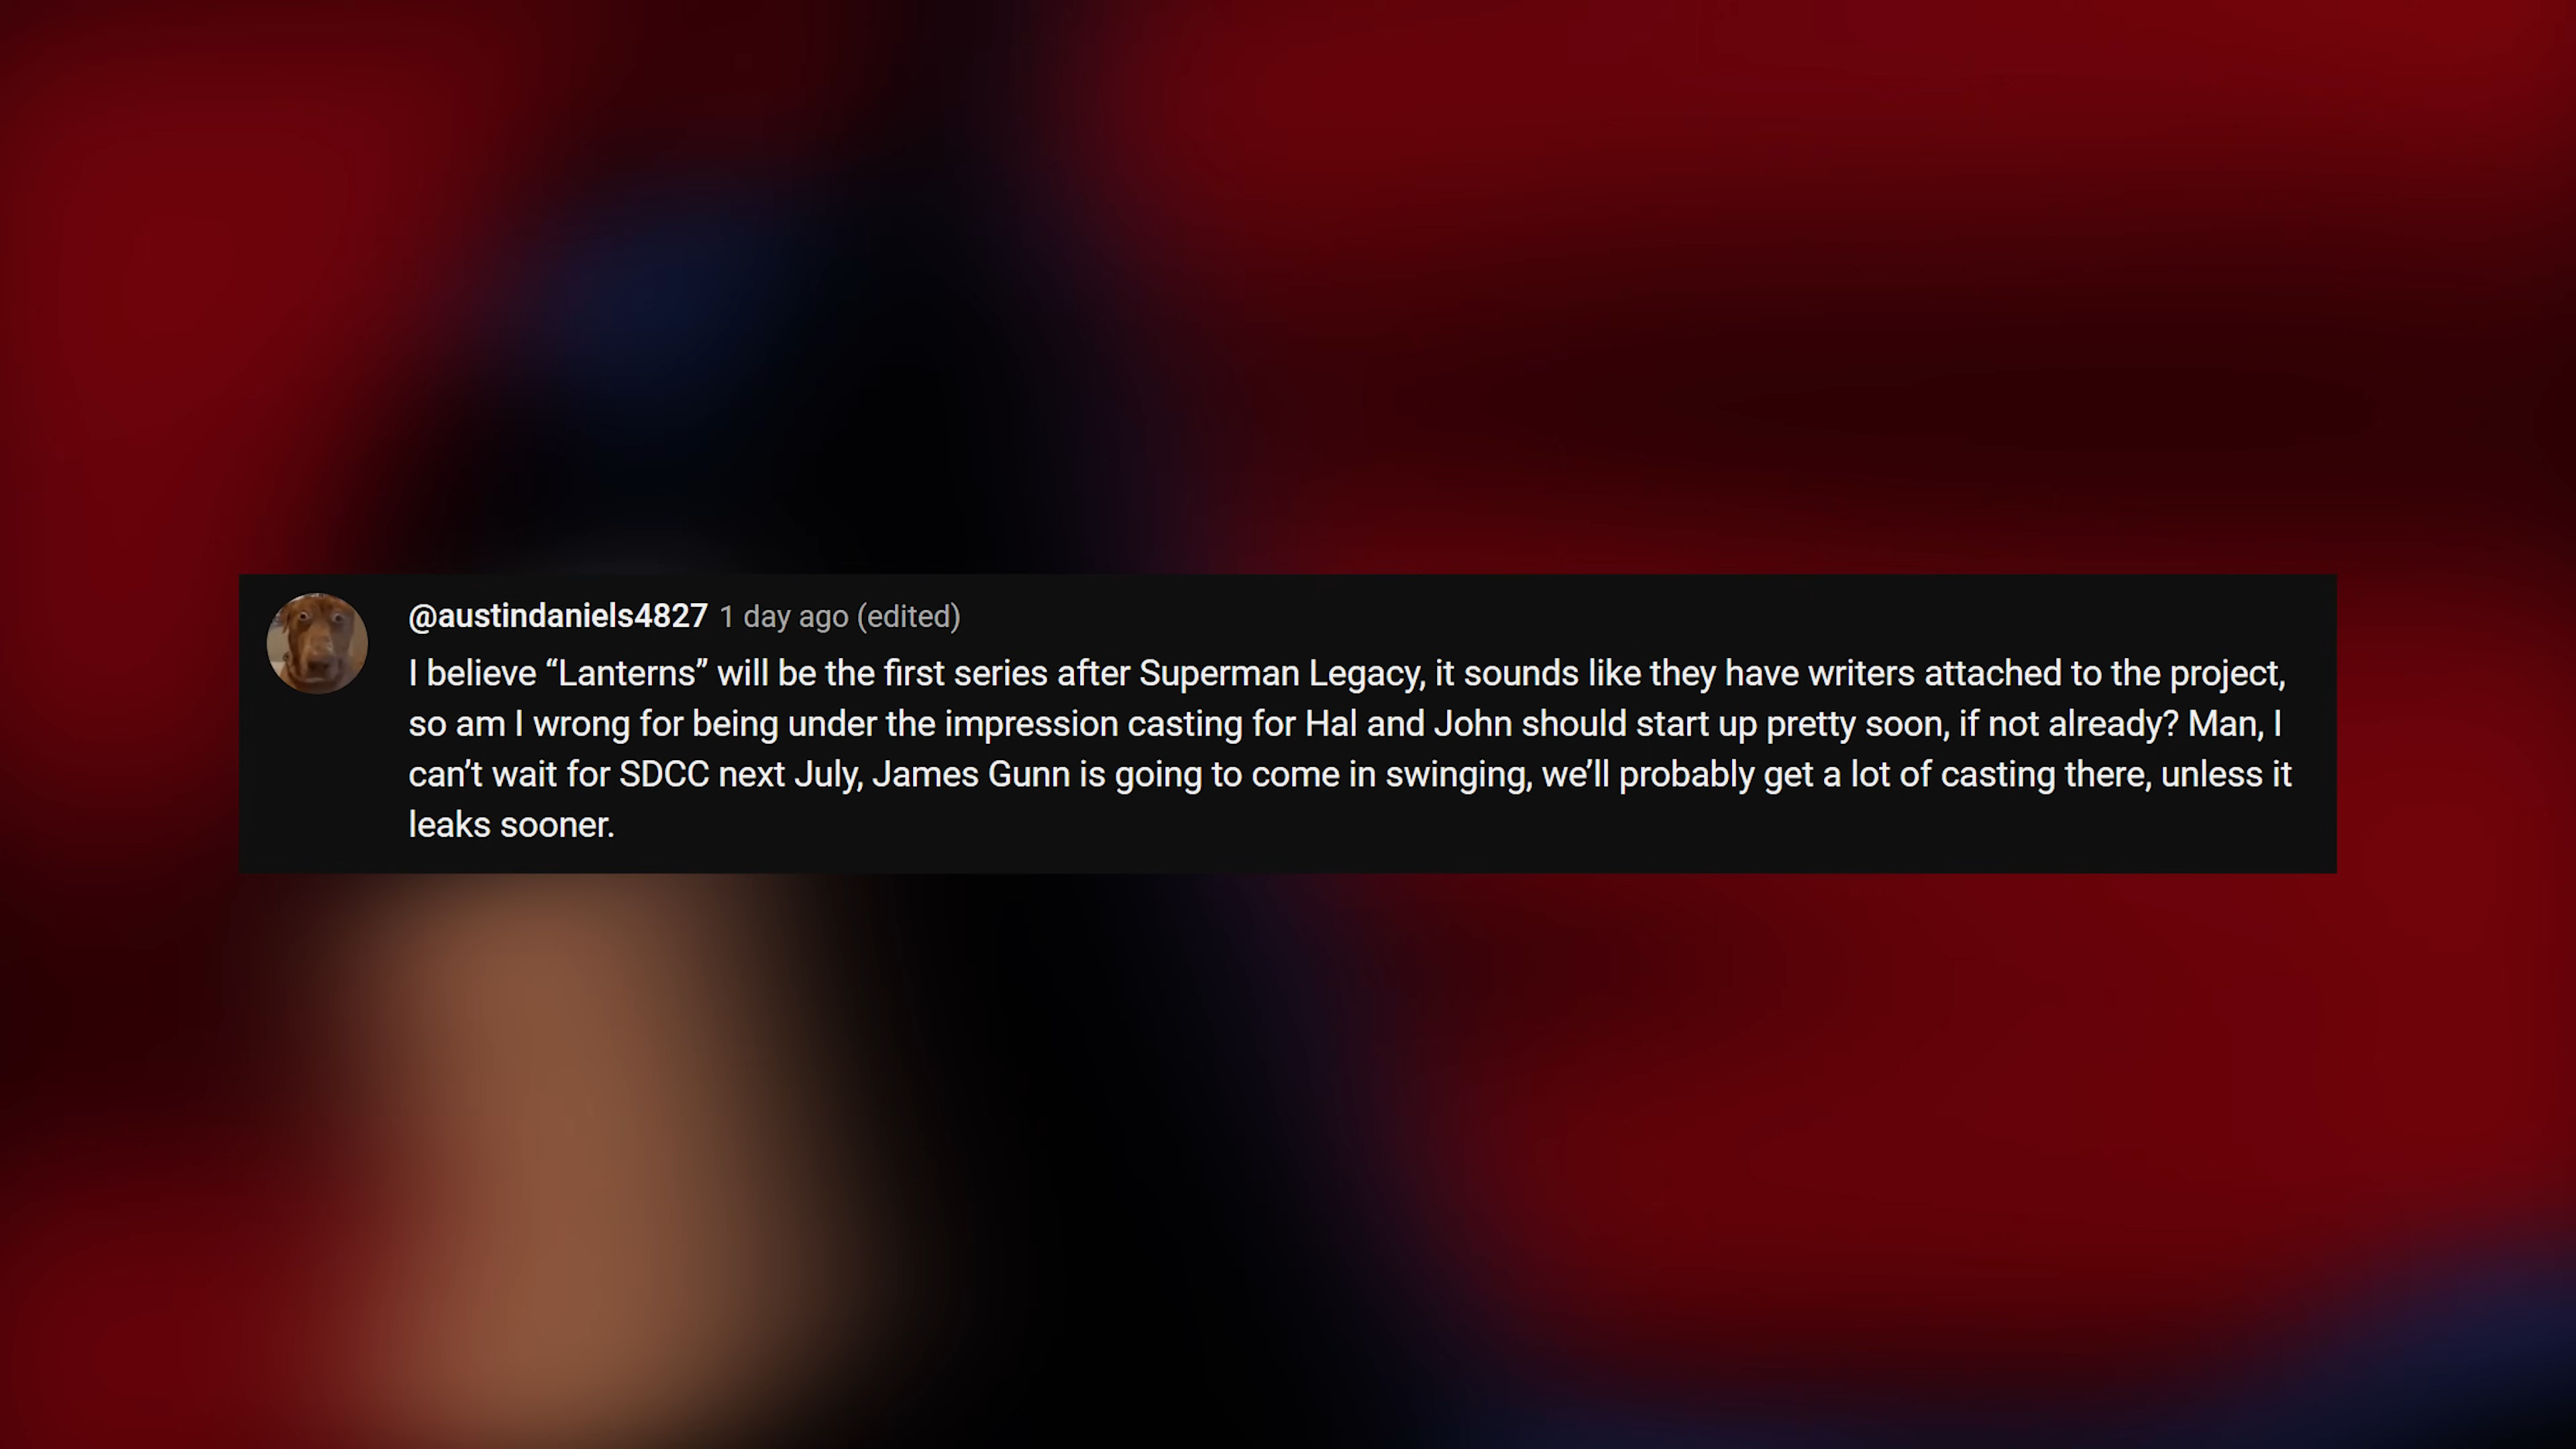 @austindaniels4827 1 day ago (edited)
I believe “Lanterns” will be the first series after Superman Legacy, it sounds like they have writers attached to the project,
so am I wrong for being under the impression casting for Hal and John should start up pretty soon, if not already? Man, I
can’t wait for SDCC next July, James Gunn is going to come in swinging, we’ll probably get a lot of casting there, unless it
leaks sooner.